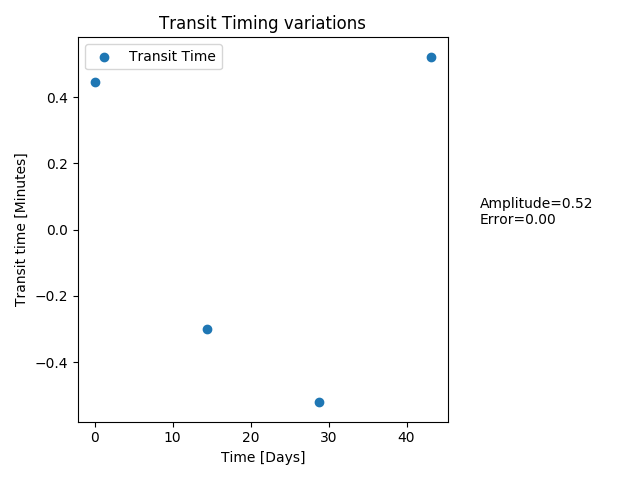 Transit Timing variations
Transit Time
Transit time [Minutes]
0.4
0.2
0.0
−0.2
−0.4
0
10
20
30
40
Time [Days]
Amplitude=0.52
Error=0.00